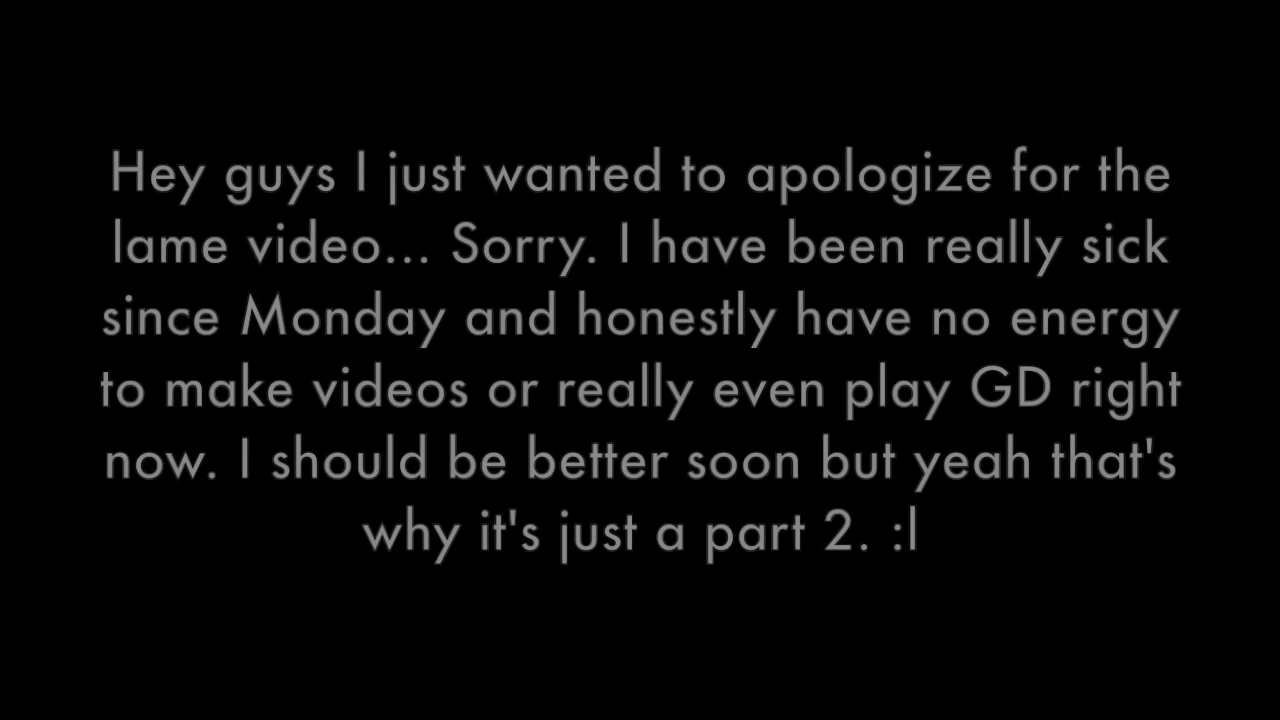 Hey guys I just wanted to apologize for the
lame video... Sorry. I have been really sick
since Monday and honestly have no energy
to make videos or really even play GD right
now. I should be better soon but yeah that's
why it's just a part 2. :l